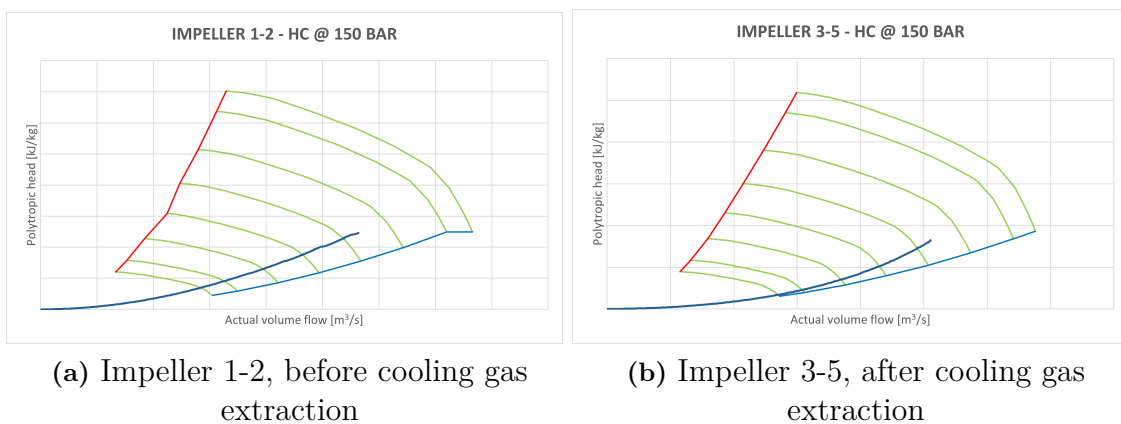 IMPELLER 1-2 - HC @ 150 BAR
Polytropic head [kJ/kg]
Actual volume flow [m³/s]
(a) Impeller 1-2, before cooling gas
extraction
IMPELLER 3-5 - HC @ 150 BAR
Polytropic head [kJ/kg]
Actual volume flow [m³/s]
(b) Impeller 3-5, after cooling gas
extraction